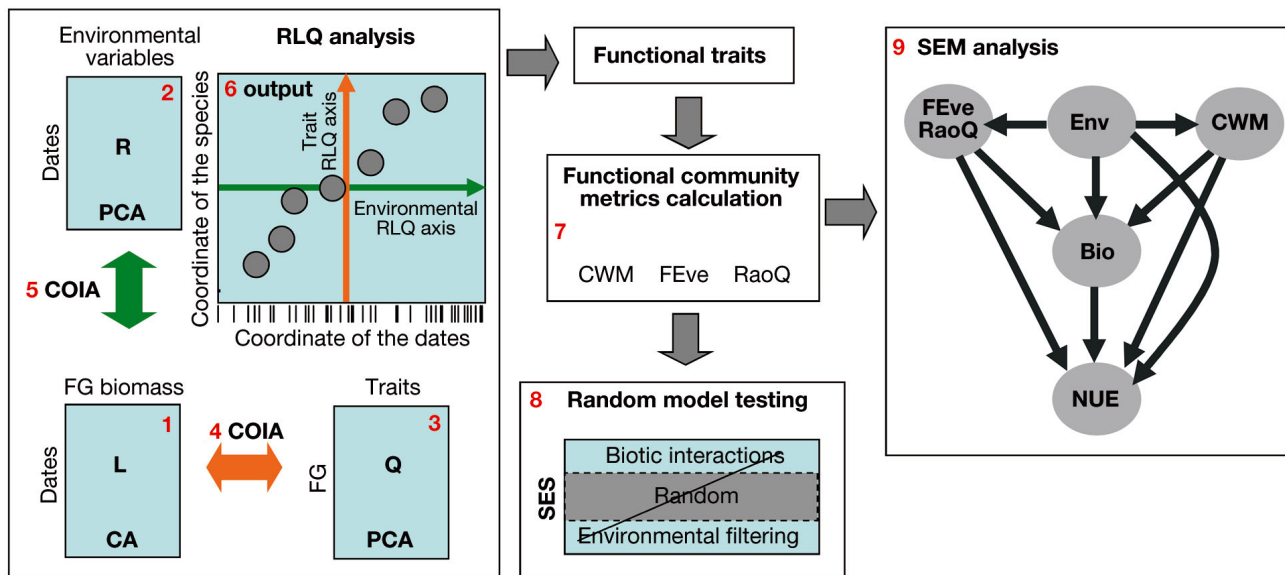 Environmental
variables
RLQ analysis
2
Dates
R
PCA
6 output
Trait
RLQ axis
Environmental
RLQ axis
Coordinate of the species
Coordinate of the dates
5 COIA
FG biomass
1
Dates
L
CA
4 COIA
Traits
3
FG
Q
PCA
Functional traits
Functional community
metrics calculation
7
CWM FEve RaoQ
8 Random model testing
SES
Biotic interactions
Random
Environmental filtering
9 SEM analysis
FEve
RaoQ
Env
CWM
Bio
NUE